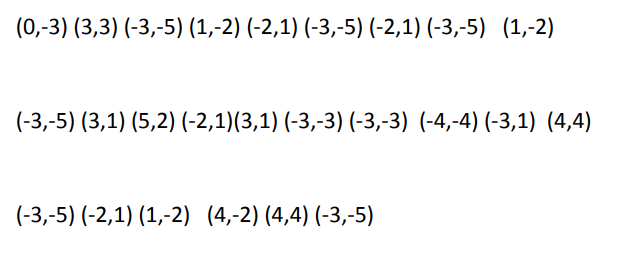 (0,-3) (3,3) (-3,-5) (1,-2) (-2,1) (-3,-5) (-2,1) (-3,-5) (1,-2)
(-3,-5) (3,1) (5,2) (-2,1)(3,1) (-3,-3) (-3,-3) (-4,-4) (-3,1) (4,4)
(-3,-5) (-2,1) (1,-2) (4,-2) (4,4) (-3,-5)